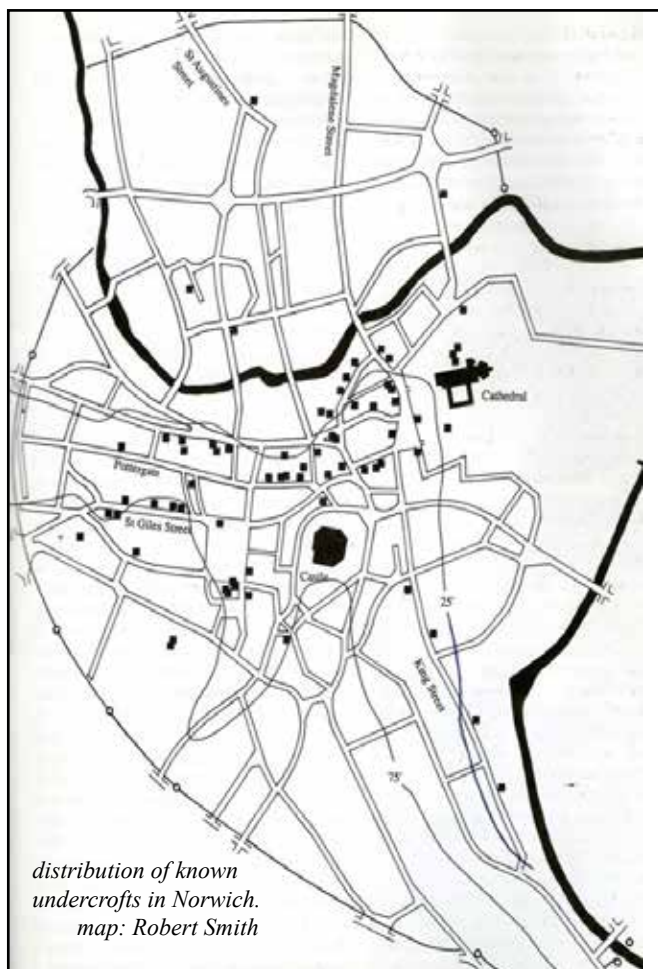 St Augustines
Street
Magdalene Street
Cathedral
Pottergate
St Giles Street
Castle
25'
King Street
75'
distribution of known
undercrofts in Norwich.
map: Robert Smith